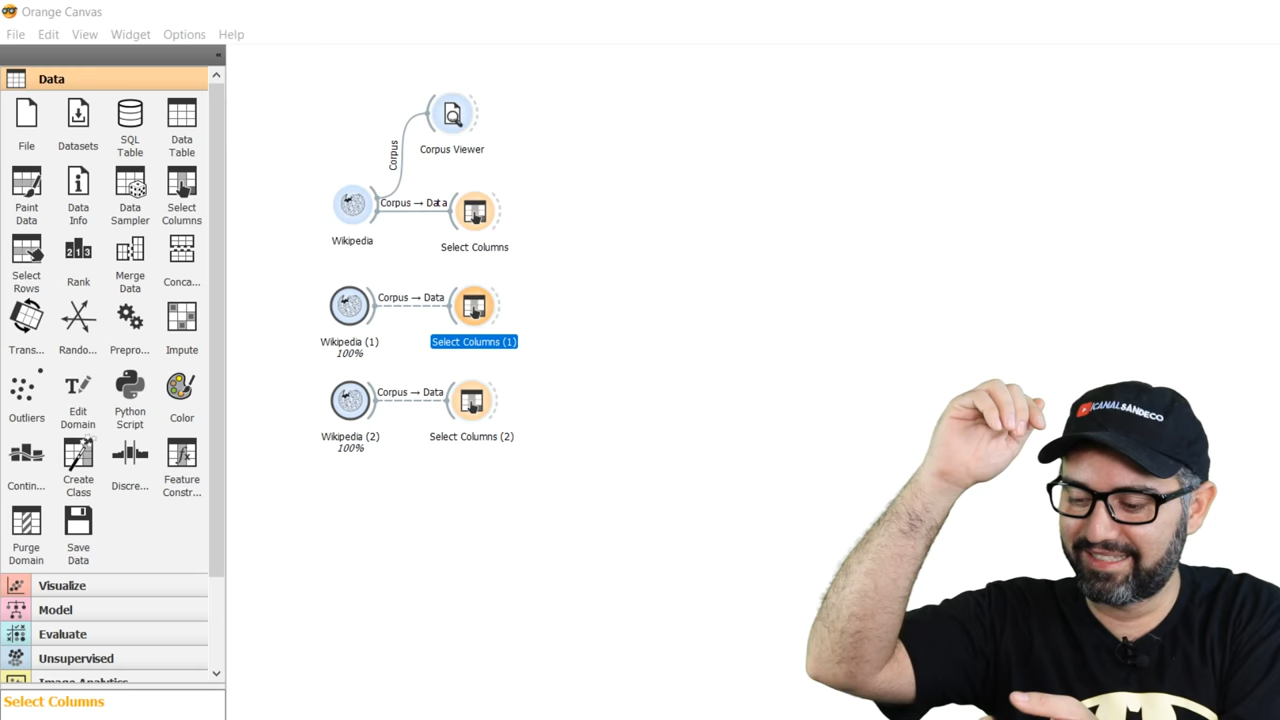 Orange Canvas
File Edit View Widget Options Help
Data
File Datasets SQL Table Data Table
Paint Data Data Info Data Sampler Select Columns
Select Rows Rank Merge Data Conca...
Trans... Rando... Prepro... Impute
Outliers Edit Domain Python Script Color
Contin... Create Class Discre... Feature Constr...
Purge Domain Save Data
Visualize
Model
Evaluate
Unsupervised
Image Analytics
Select Columns
Corpus
Corpus Viewer
Corpus → Data
Wikipedia
Select Columns
Corpus → Data
Wikipedia (1)
100%
Select Columns (1)
Corpus → Data
Wikipedia (2)
100%
Select Columns (2)
/CANALSANDECO